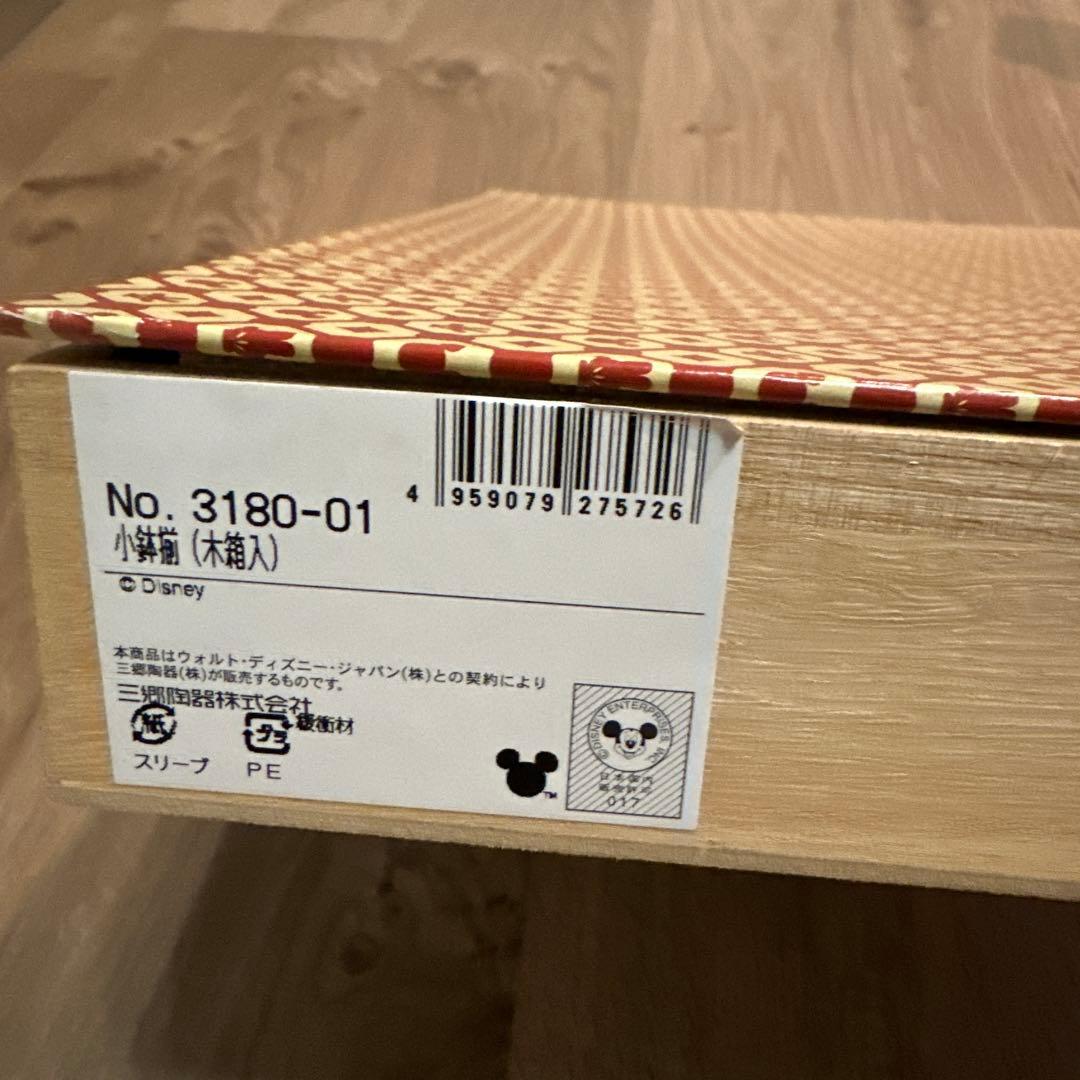 4 959079 275726
No. 3180-01
小鉢揃(木箱入)
© Disney
本商品はウォルト・ディズニー・ジャパン(株)との契約により
三郷陶器(株)が販売するものです。
三郷陶器株式会社
紙
プラ
緩衝材
スリーブ
PE
TM
©DISNEY ENTERPRISES, INC.
日本国内
017